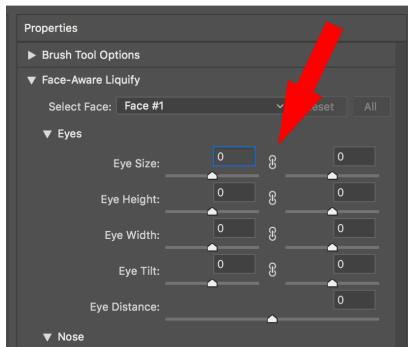 Properties
Brush Tool Options
Face-Aware Liquify
Select Face: Face #1 All
Eyes
Eye Size: 0 0
Eye Height: 0 0
Eye Width: 0 0
Eye Tilt: 0 0
Eye Distance: 0
Nose